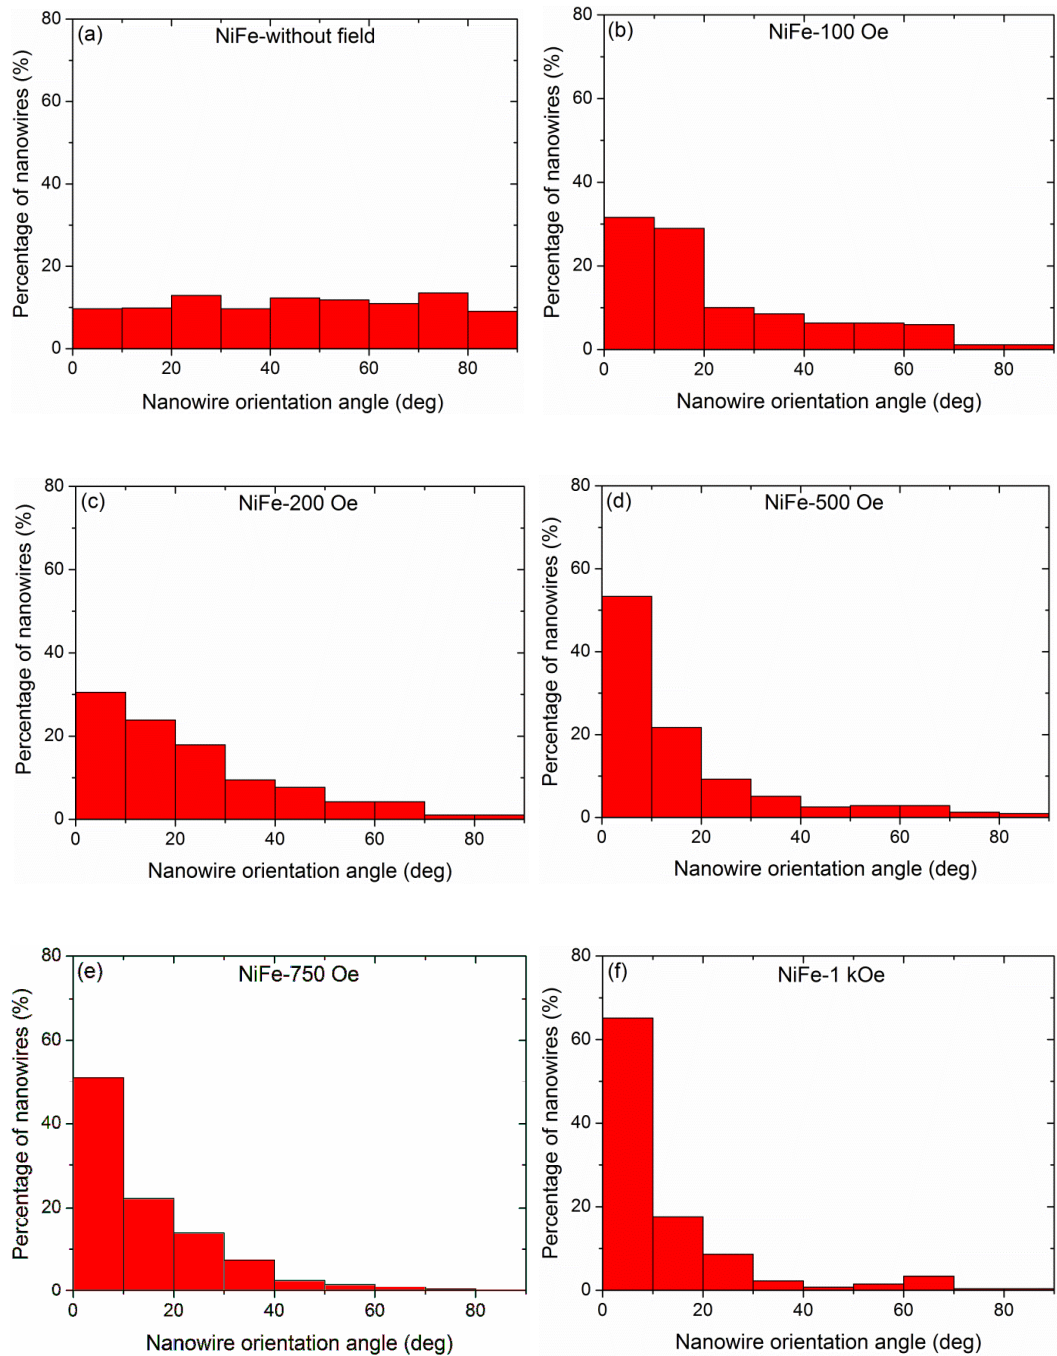 (a)
NiFe-without field
Percentage of nanowires (%)
80
60
40
20
0
0 20 40 60 80
Nanowire orientation angle (deg)
(b)
NiFe-100 Oe
Percentage of nanowires (%)
80
60
40
20
0
0 20 40 60 80
Nanowire orientation angle (deg)
(c)
NiFe-200 Oe
Percentage of nanowires (%)
80
60
40
20
0
0 20 40 60 80
Nanowire orientation angle (deg)
(d)
NiFe-500 Oe
Percentage of nanowires (%)
80
60
40
20
0
0 20 40 60 80
Nanowire orientation angle (deg)
(e)
NiFe-750 Oe
Percentage of nanowires (%)
80
60
40
20
0
0 20 40 60 80
Nanowire orientation angle (deg)
(f)
NiFe-1 kOe
Percentage of nanowires (%)
80
60
40
20
0
0 20 40 60 80
Nanowire orientation angle (deg)